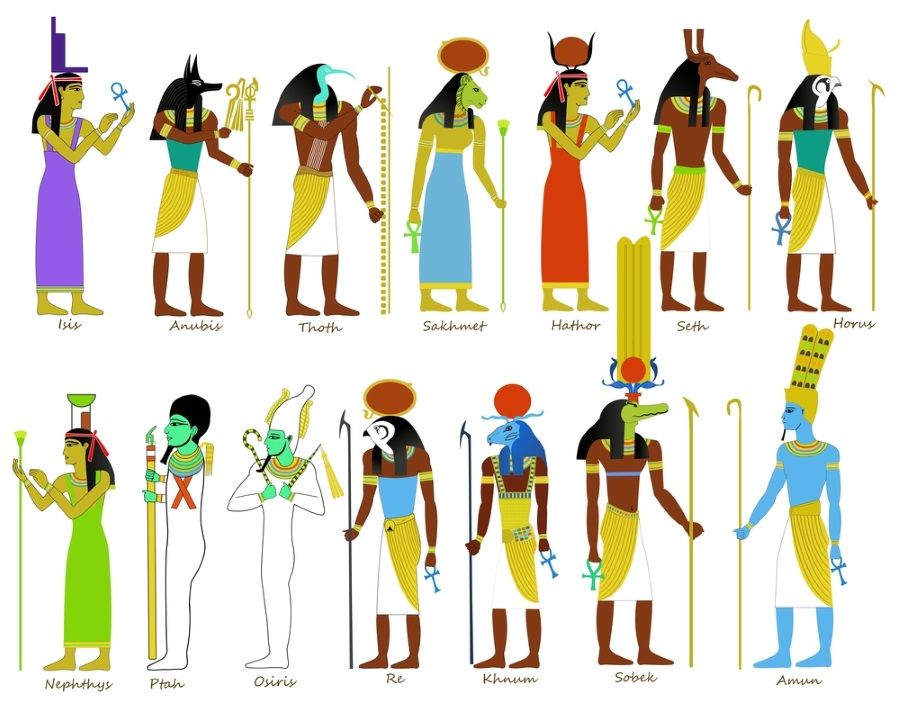 Isis
Anubis
Thoth
Sakhmet
Hathor
Seth
Horus
Nephthys
Ptah
Osiris
Re
Khnum
Sobek
Amun